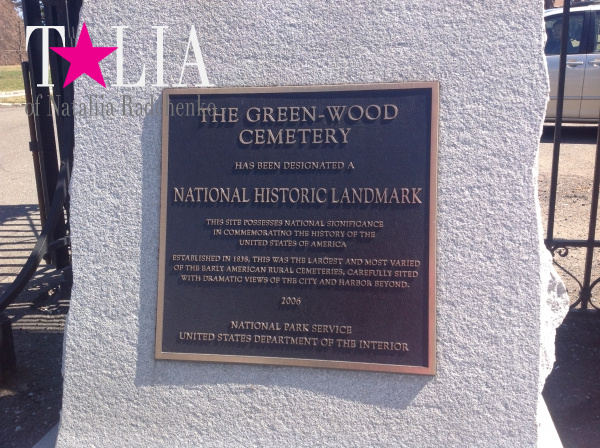 T★LIA
of Natalia Radchenko
THE GREEN-WOOD
CEMETERY
HAS BEEN DESIGNATED A
NATIONAL HISTORIC LANDMARK
THIS SITE POSSESSES NATIONAL SIGNIFICANCE
IN COMMEMORATING THE HISTORY OF THE
UNITED STATES OF AMERICA
ESTABLISHED IN 1838, THIS WAS THE LARGEST AND MOST VARIED
OF THE EARLY AMERICAN RURAL CEMETERIES, CAREFULLY SITED
WITH DRAMATIC VIEWS OF THE CITY AND HARBOR BEYOND.
2006
NATIONAL PARK SERVICE
UNITED STATES DEPARTMENT OF THE INTERIOR